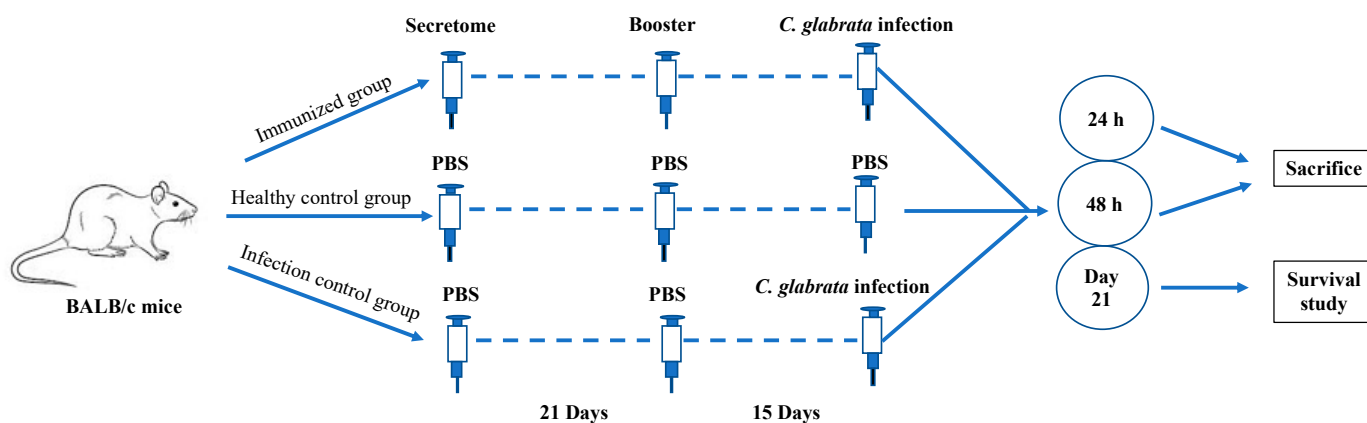 Secretome
Booster
C. glabrata infection
Immunized group
24 h
PBS
PBS
PBS
Sacrifice
Healthy control group
48 h
Infection control group
BALB/c mice
PBS
PBS
C. glabrata infection
Day
21
Survival
study
21 Days
15 Days